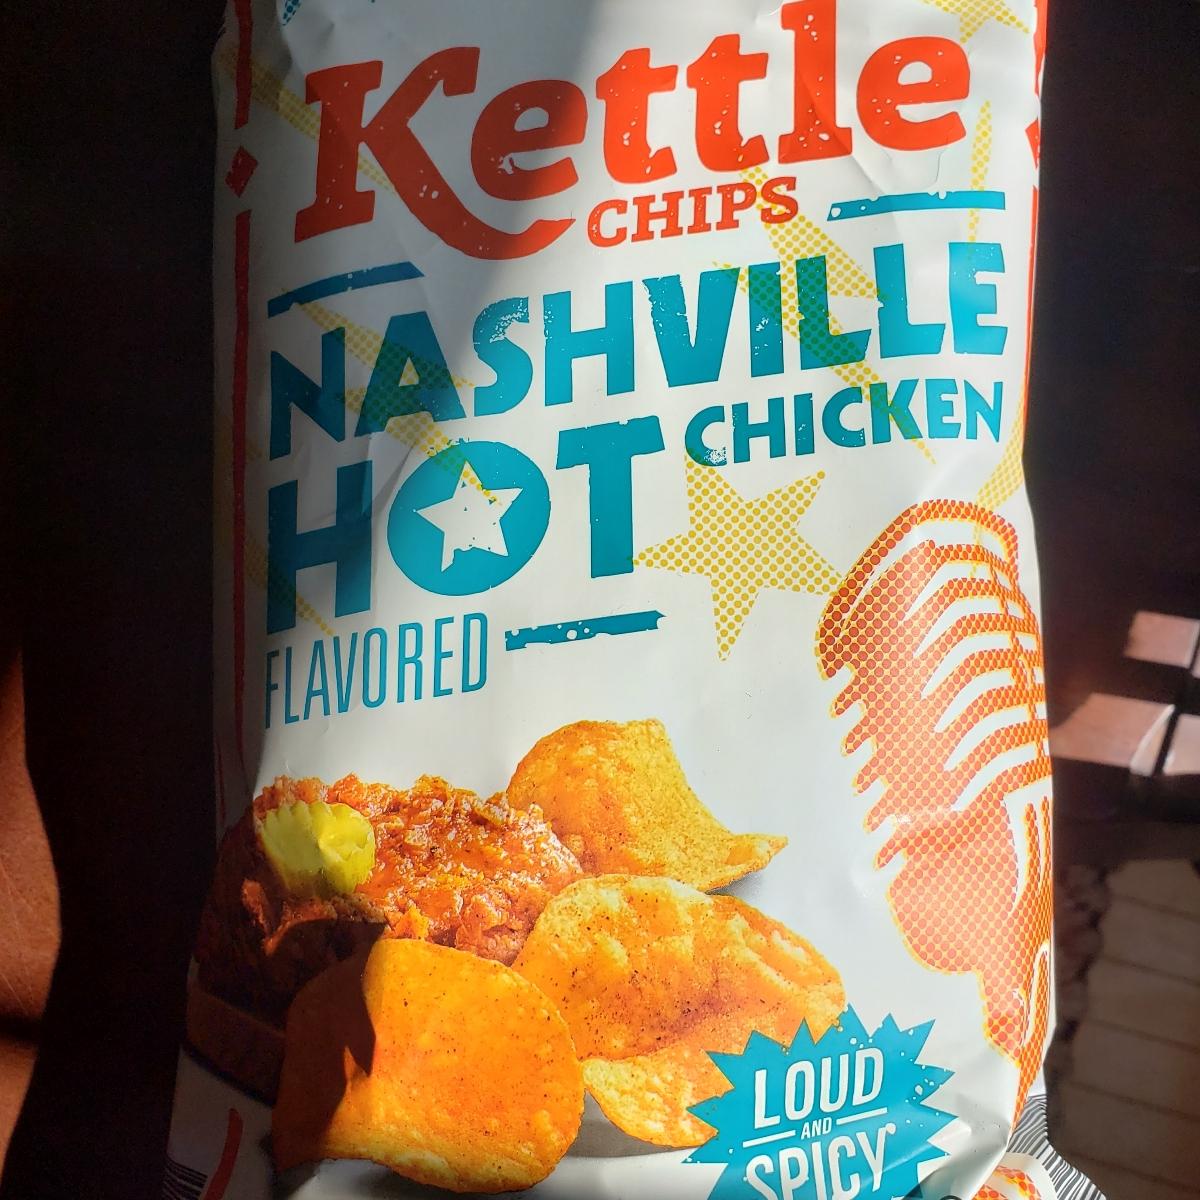 Kettle
CHIPS
NASHVILLE
HOT CHICKEN
FLAVORED
LOUD
AND
SPICY